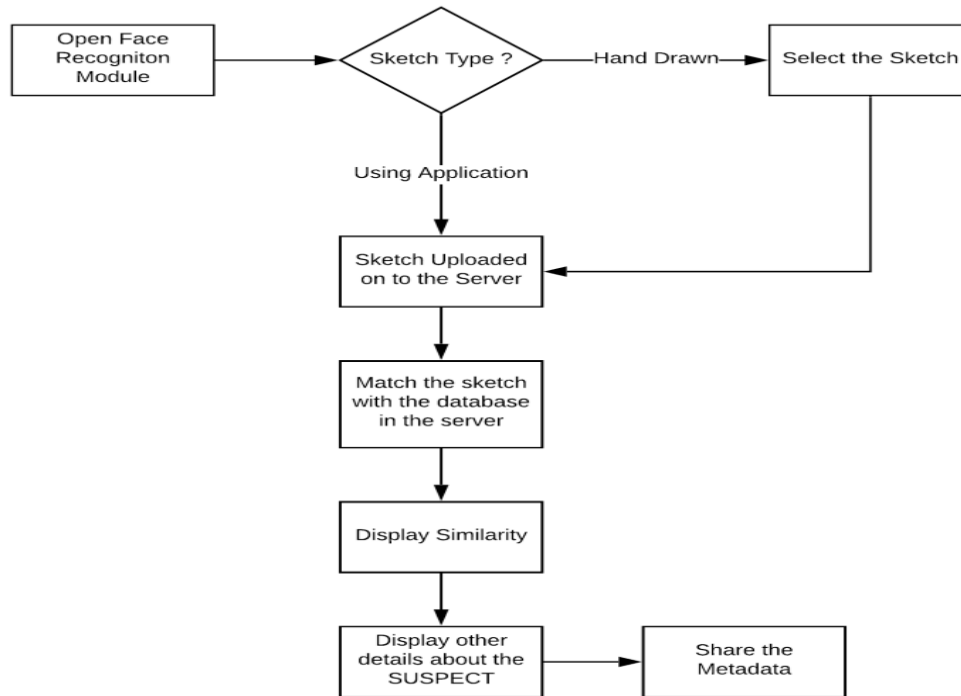 Open Face
Recogniton
Module
Sketch Type ?
Hand Drawn
Select the Sketch
Using Application
Sketch Uploaded
on to the Server
Match the sketch
with the database
in the server
Display Similarity
Display other
details about the
SUSPECT
Share the
Metadata